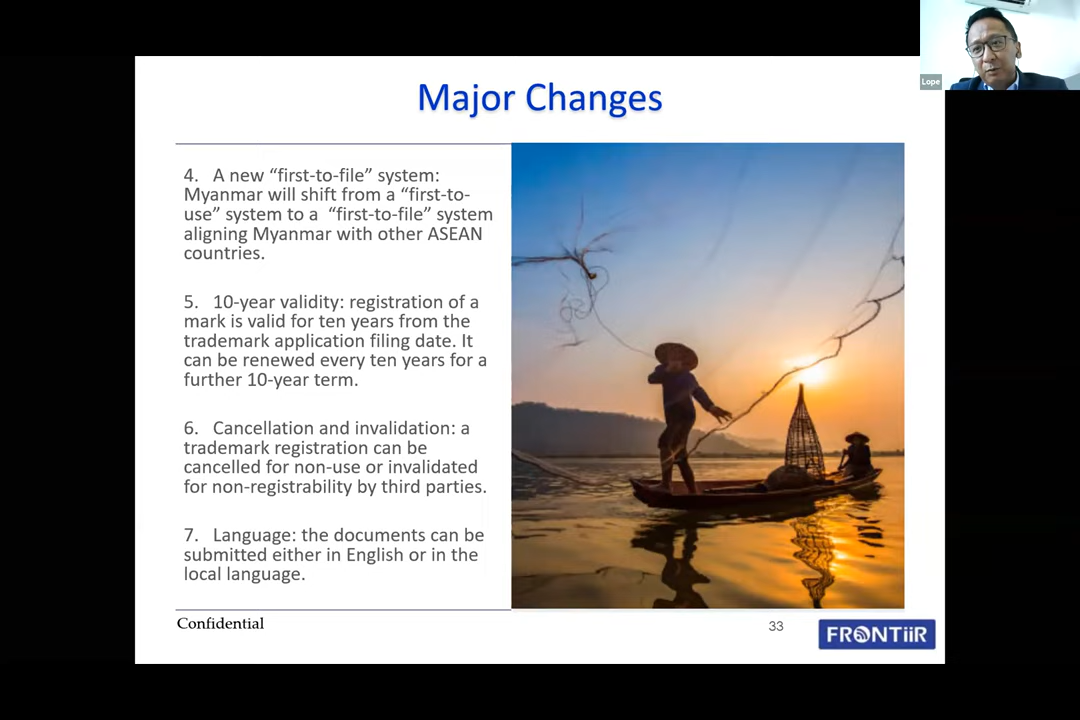 Lope
Major Changes
4. A new “first-to-file” system:
Myanmar will shift from a “first-to-
use” system to a “first-to-file” system
aligning Myanmar with other ASEAN
countries.
5. 10-year validity: registration of a
mark is valid for ten years from the
trademark application filing date. It
can be renewed every ten years for a
further 10-year term.
6. Cancellation and invalidation: a
trademark registration can be
cancelled for non-use or invalidated
for non-registrability by third parties.
7. Language: the documents can be
submitted either in English or in the
local language.
Confidential
33
FRONTiiR